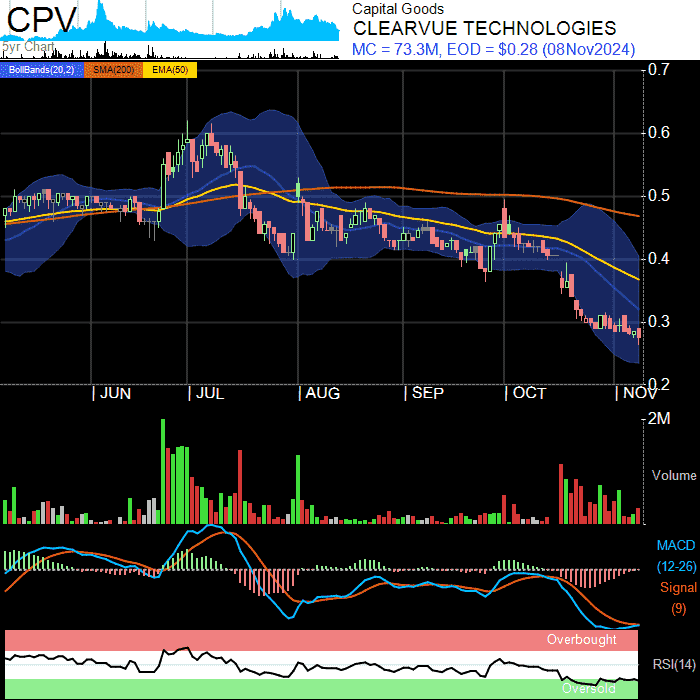 CPV
5yr Chart
Capital Goods
CLEARVUE TECHNOLOGIES
MC = 73.3M, EOD = $0.28 (08Nov2024)
BollBands(20,2) SMA(200) EMA(50)
0.7
0.6
0.5
0.4
0.3
0.2
| JUN | JUL | AUG | SEP | OCT | NOV
2M
Volume
MACD
(12-26)
Signal
(9)
Overbought
RSI(14)
Oversold